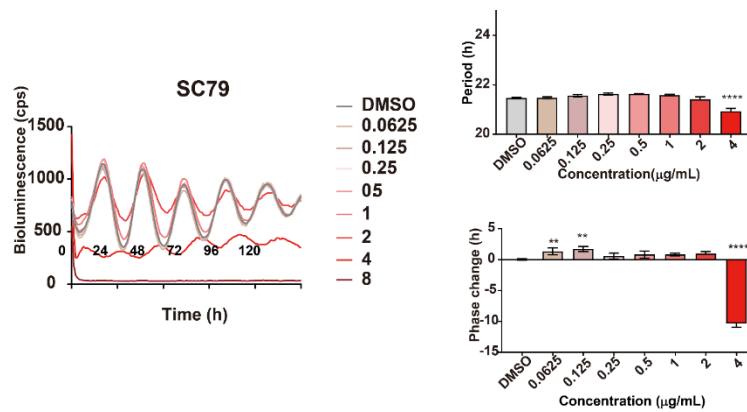 SC79
Bioluminescence (cps)
1500
1000
500
0
0 24 48 72 96 120
Time (h)
DMSO
0.0625
0.125
0.25
05
1
2
4
8
Period (h)
24
22
20
****
DMSO 0.0625 0.125 0.25 0.5 1 2 4
Concentration(μg/mL)
Phase change (h)
5
0
-5
-10
-15
** ** ****
DMSO 0.0625 0.125 0.25 0.5 1 2 4
Concentration (μg/mL)